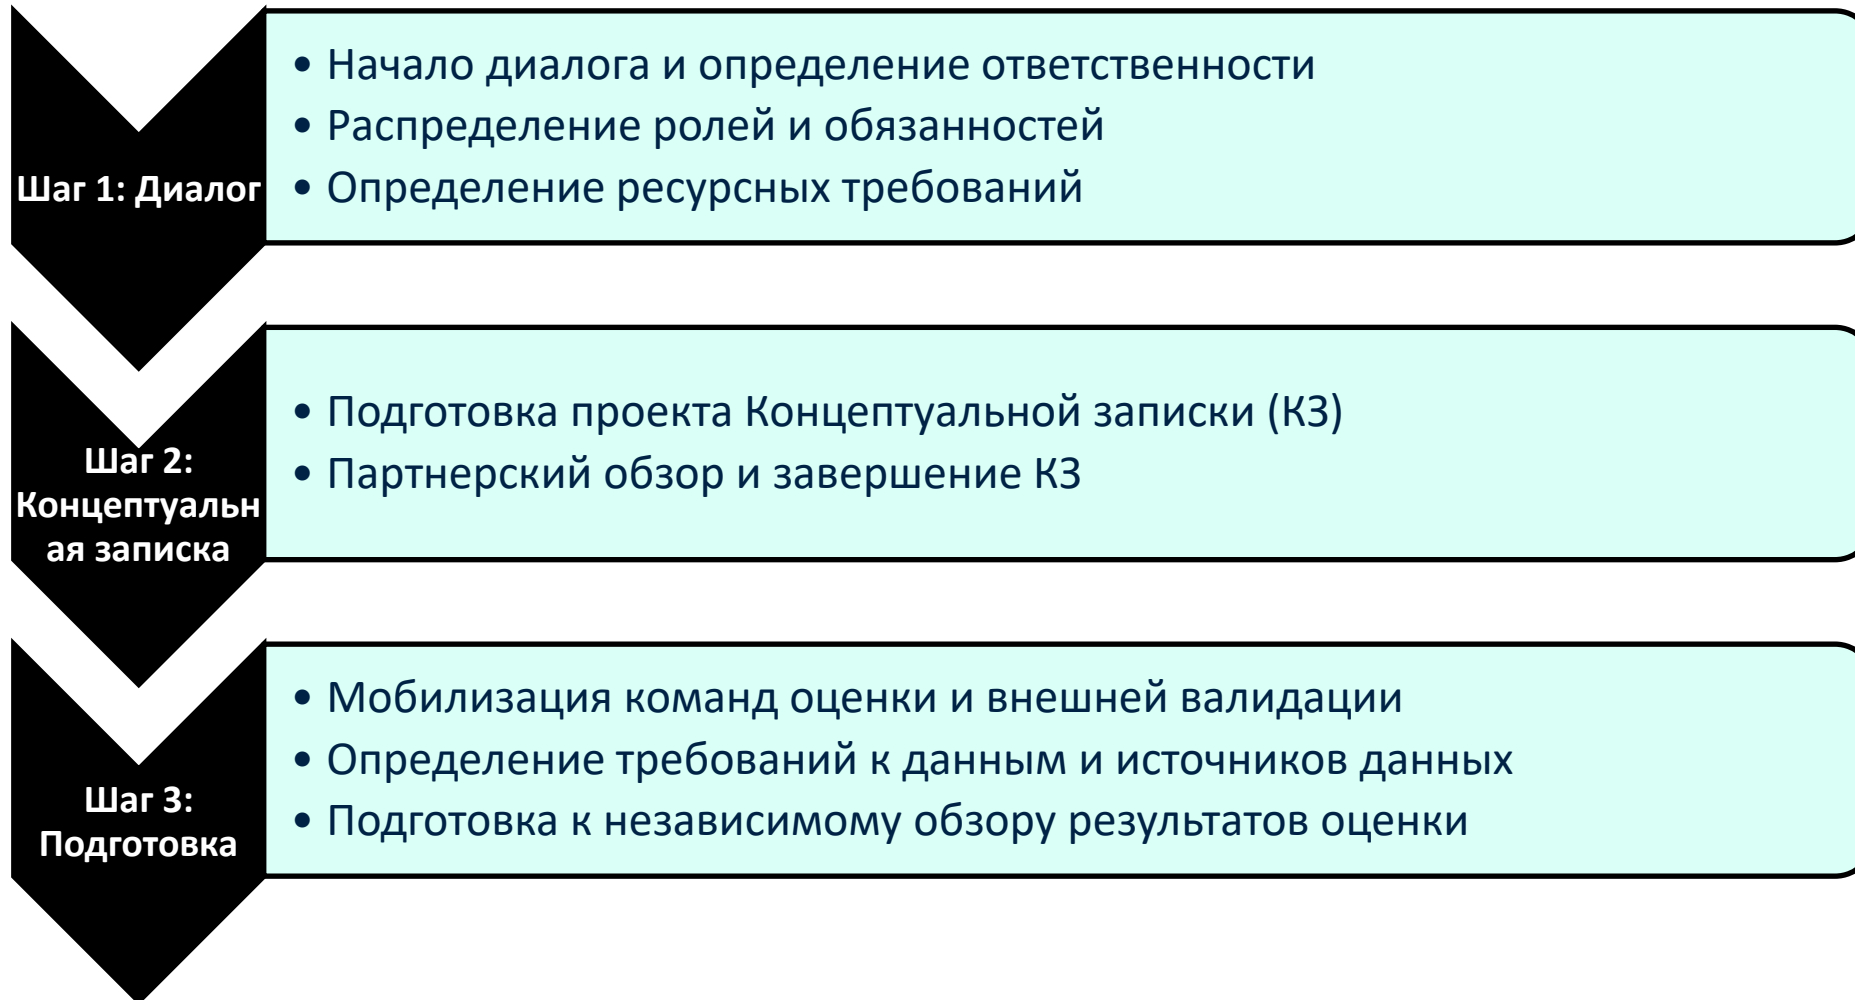 Шаг 1: Диалог
• Начало диалога и определение ответственности
• Распределение ролей и обязанностей
• Определение ресурсных требований
Шаг 2:
Концептуальн
ая записка
• Подготовка проекта Концептуальной записки (КЗ)
• Партнерский обзор и завершение КЗ
Шаг 3:
Подготовка
• Мобилизация команд оценки и внешней валидации
• Определение требований к данным и источников данных
• Подготовка к независимому обзору результатов оценки